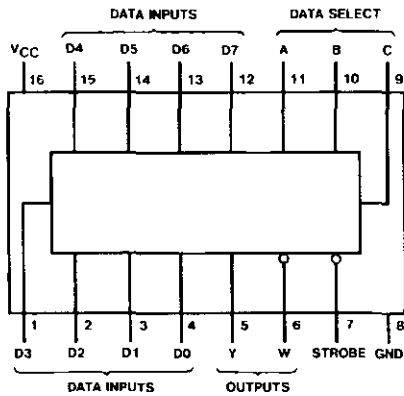 DATA INPUTS DATA SELECT
VCC D4 D5 D6 D7 A B C
16 15 14 13 12 11 10 9
1 2 3 4 5 6 7 8
D3 D2 D1 D0 Y W STROBE GND
DATA INPUTS OUTPUTS